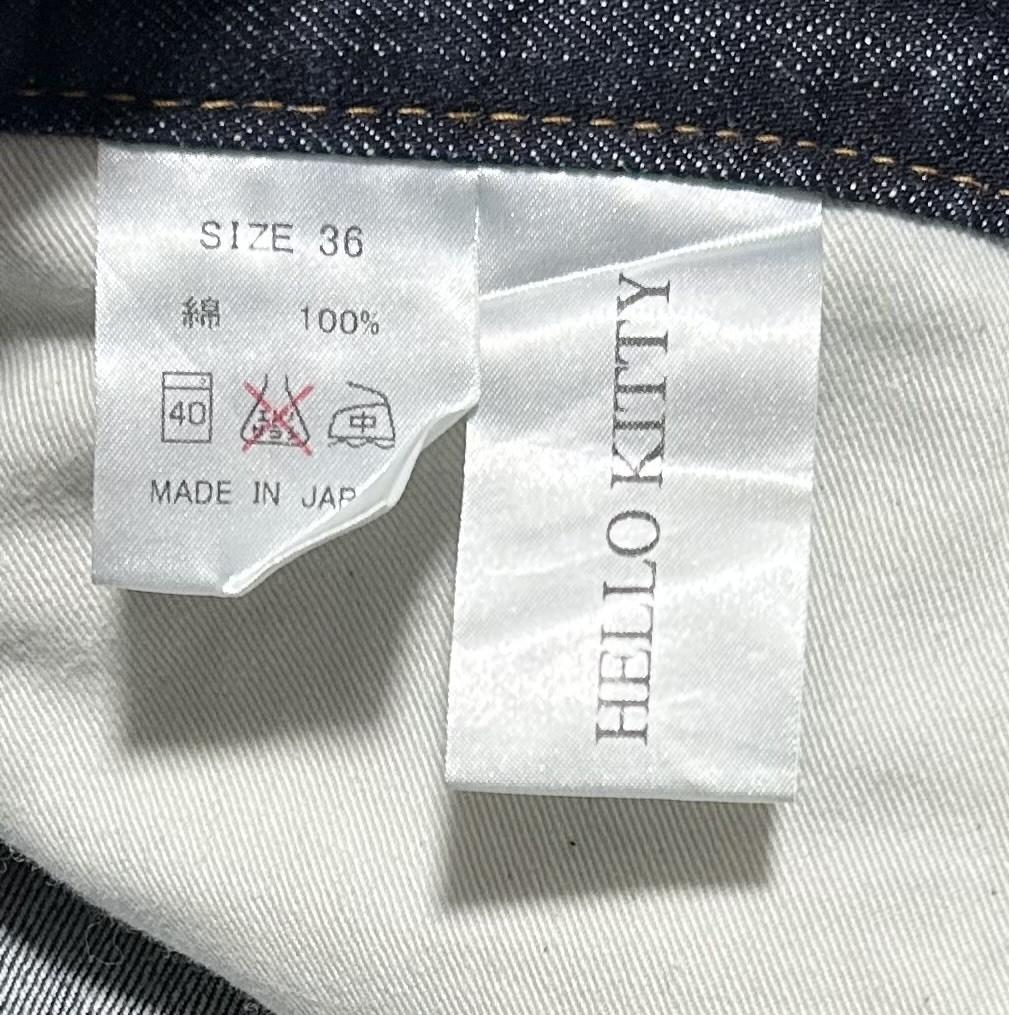 SIZE 36
綿 100%
40 中
MADE IN JAP
HELLO KITTY